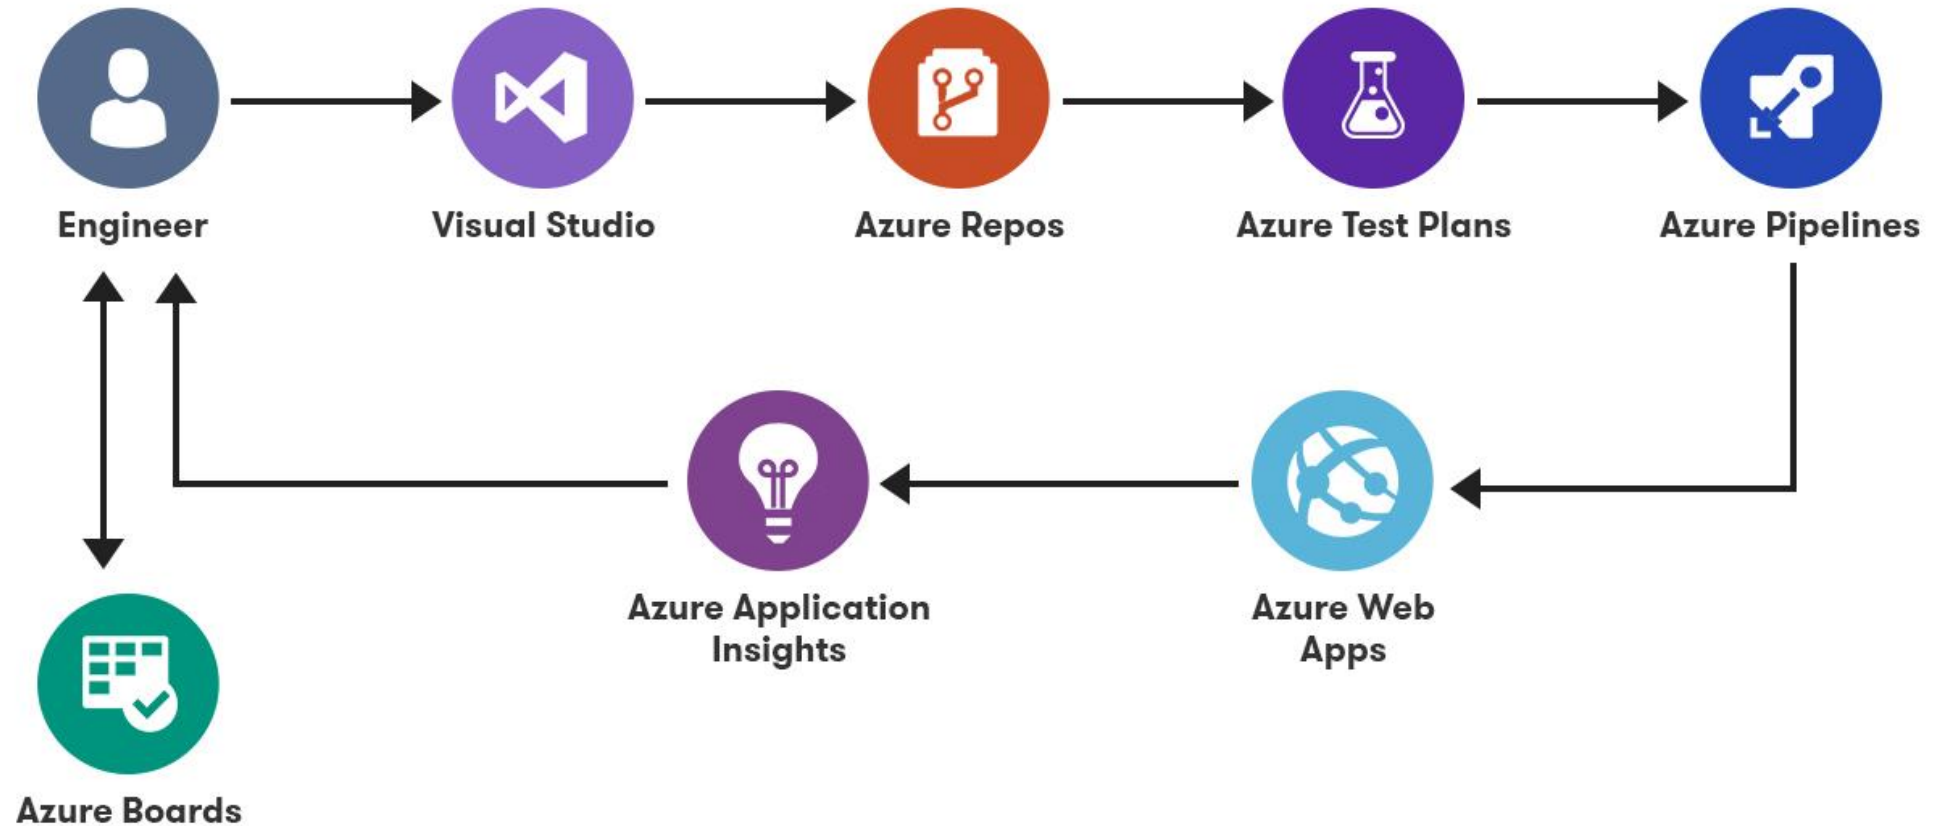 Engineer
Visual Studio
Azure Repos
Azure Test Plans
Azure Pipelines
Azure Application
Insights
Azure Web
Apps
Azure Boards